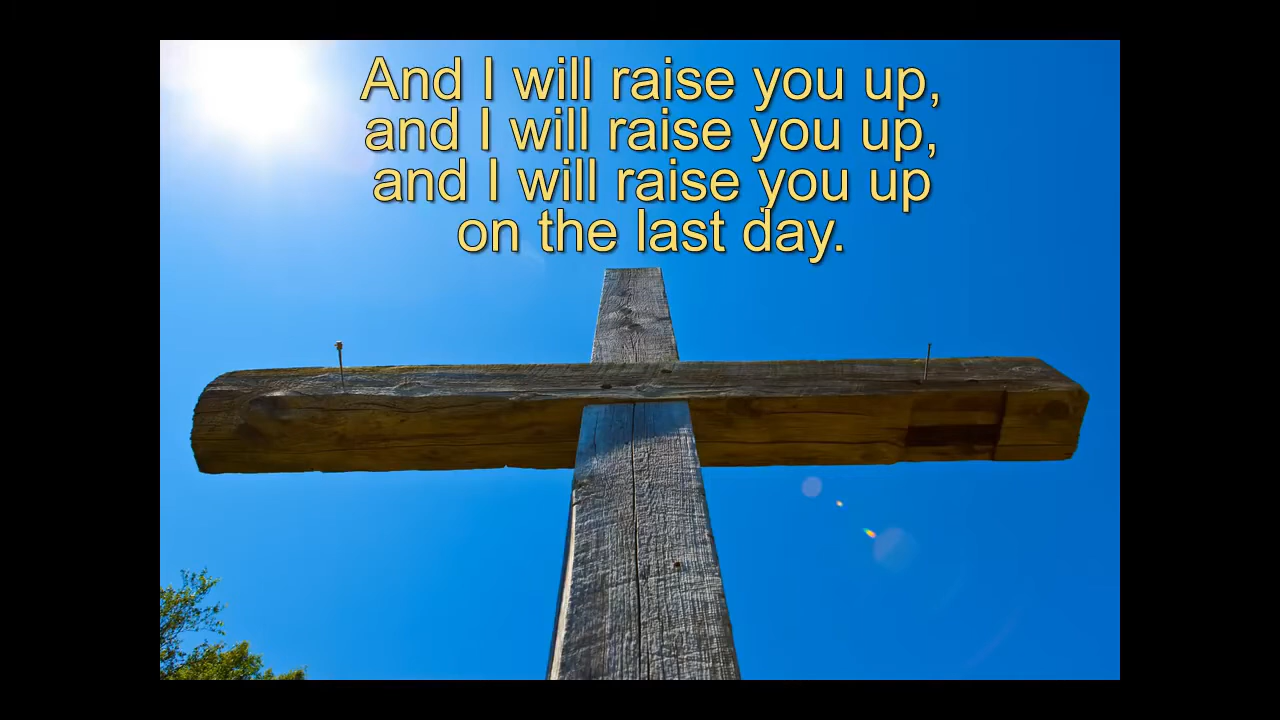 And I will raise you up,
and I will raise you up,
and I will raise you up
on the last day.